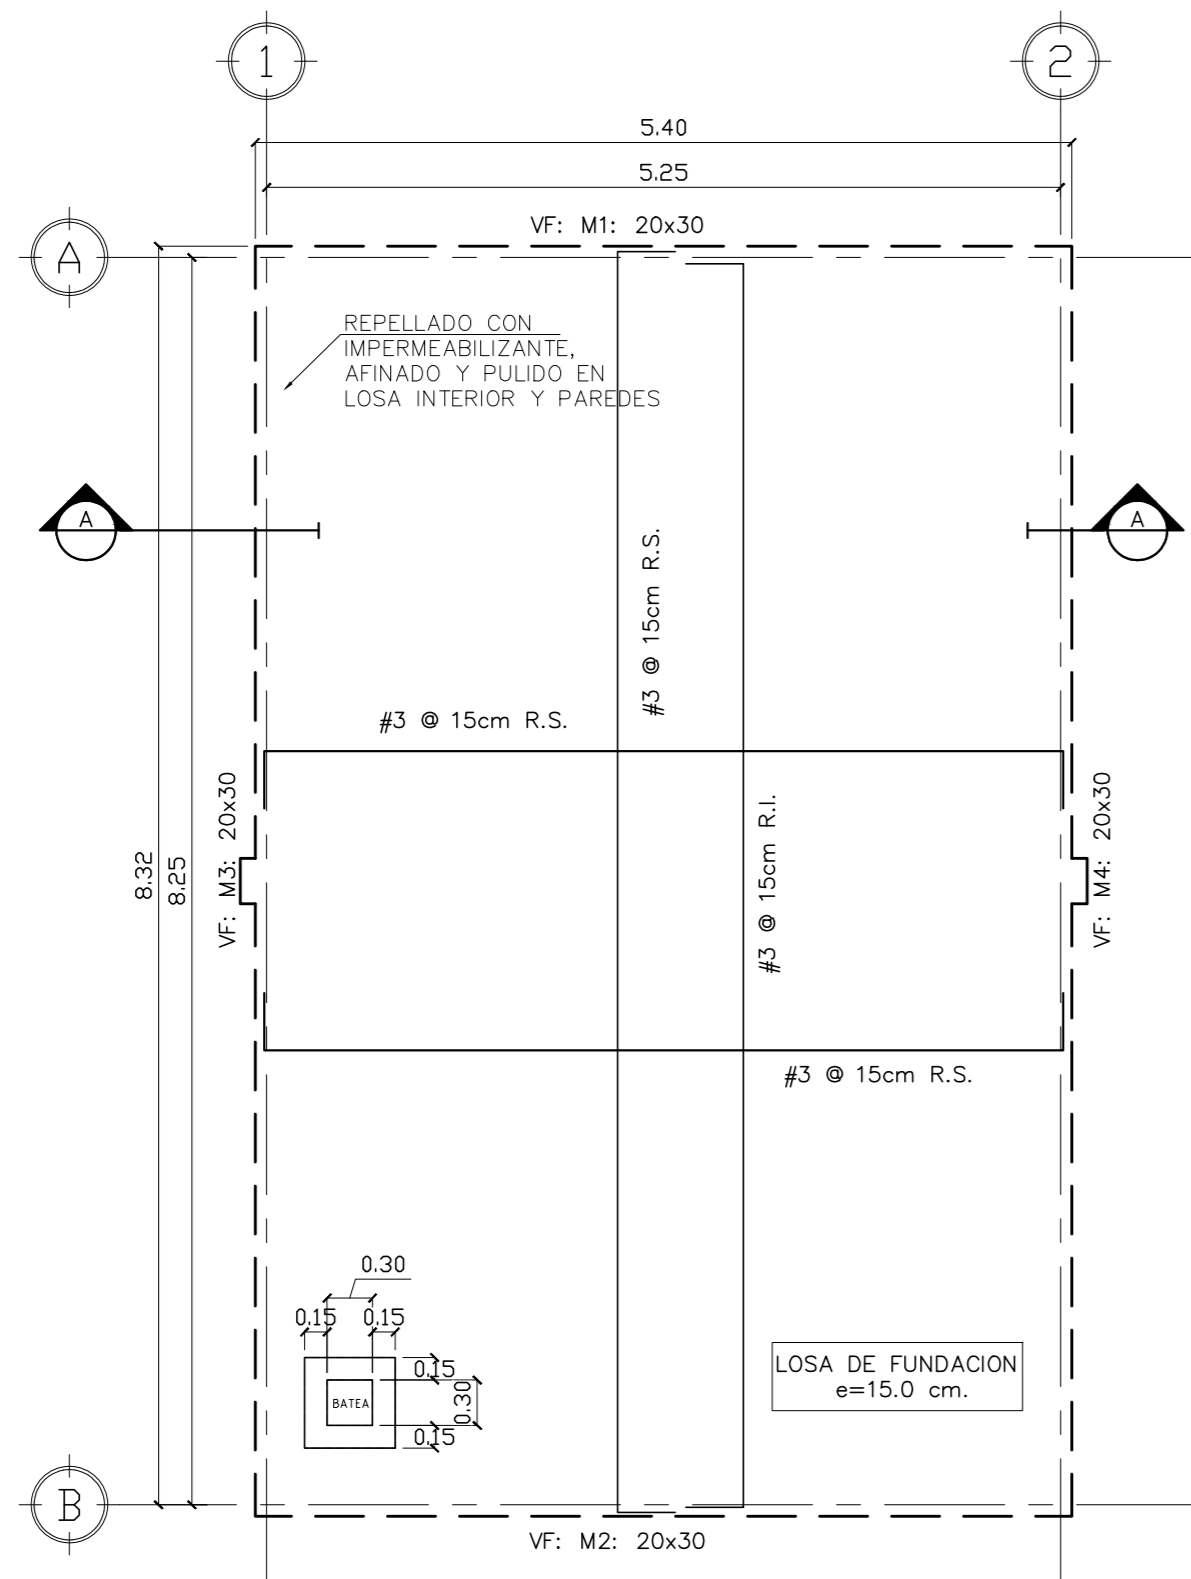 1
2
5.40
5.25
VF: M1: 20x30
A
REPELLADO CON
IMPERMEABILIZANTE,
AFINADO Y PULIDO EN
LOSA INTERIOR Y PAREDES
A
A
#3 @ 15cm R.S.
#3 @ 15cm R.S.
VF: M3: 20x30
#3 @ 15cm R.I.
VF: M4: 20x30
8.32
8.25
#3 @ 15cm R.S.
0.30
0.15
0.15
0.15
0.30
0.15
BATEA
LOSA DE FUNDACION
e=15.0 cm.
B
VF: M2: 20x30